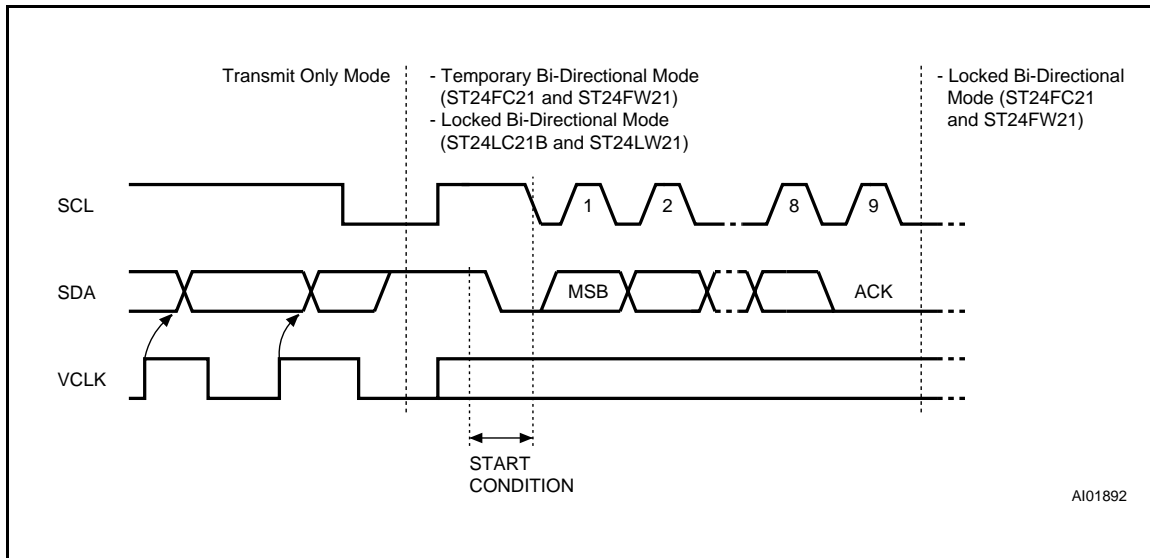 Transmit Only Mode
- Temporary Bi-Directional Mode
(ST24FC21 and ST24FW21)
- Locked Bi-Directional Mode
(ST24LC21B and ST24LW21)
- Locked Bi-Directional
Mode (ST24FC21
and ST24FW21)
SCL
1
2
8
9
SDA
MSB
ACK
VCLK
START
CONDITION
AI01892